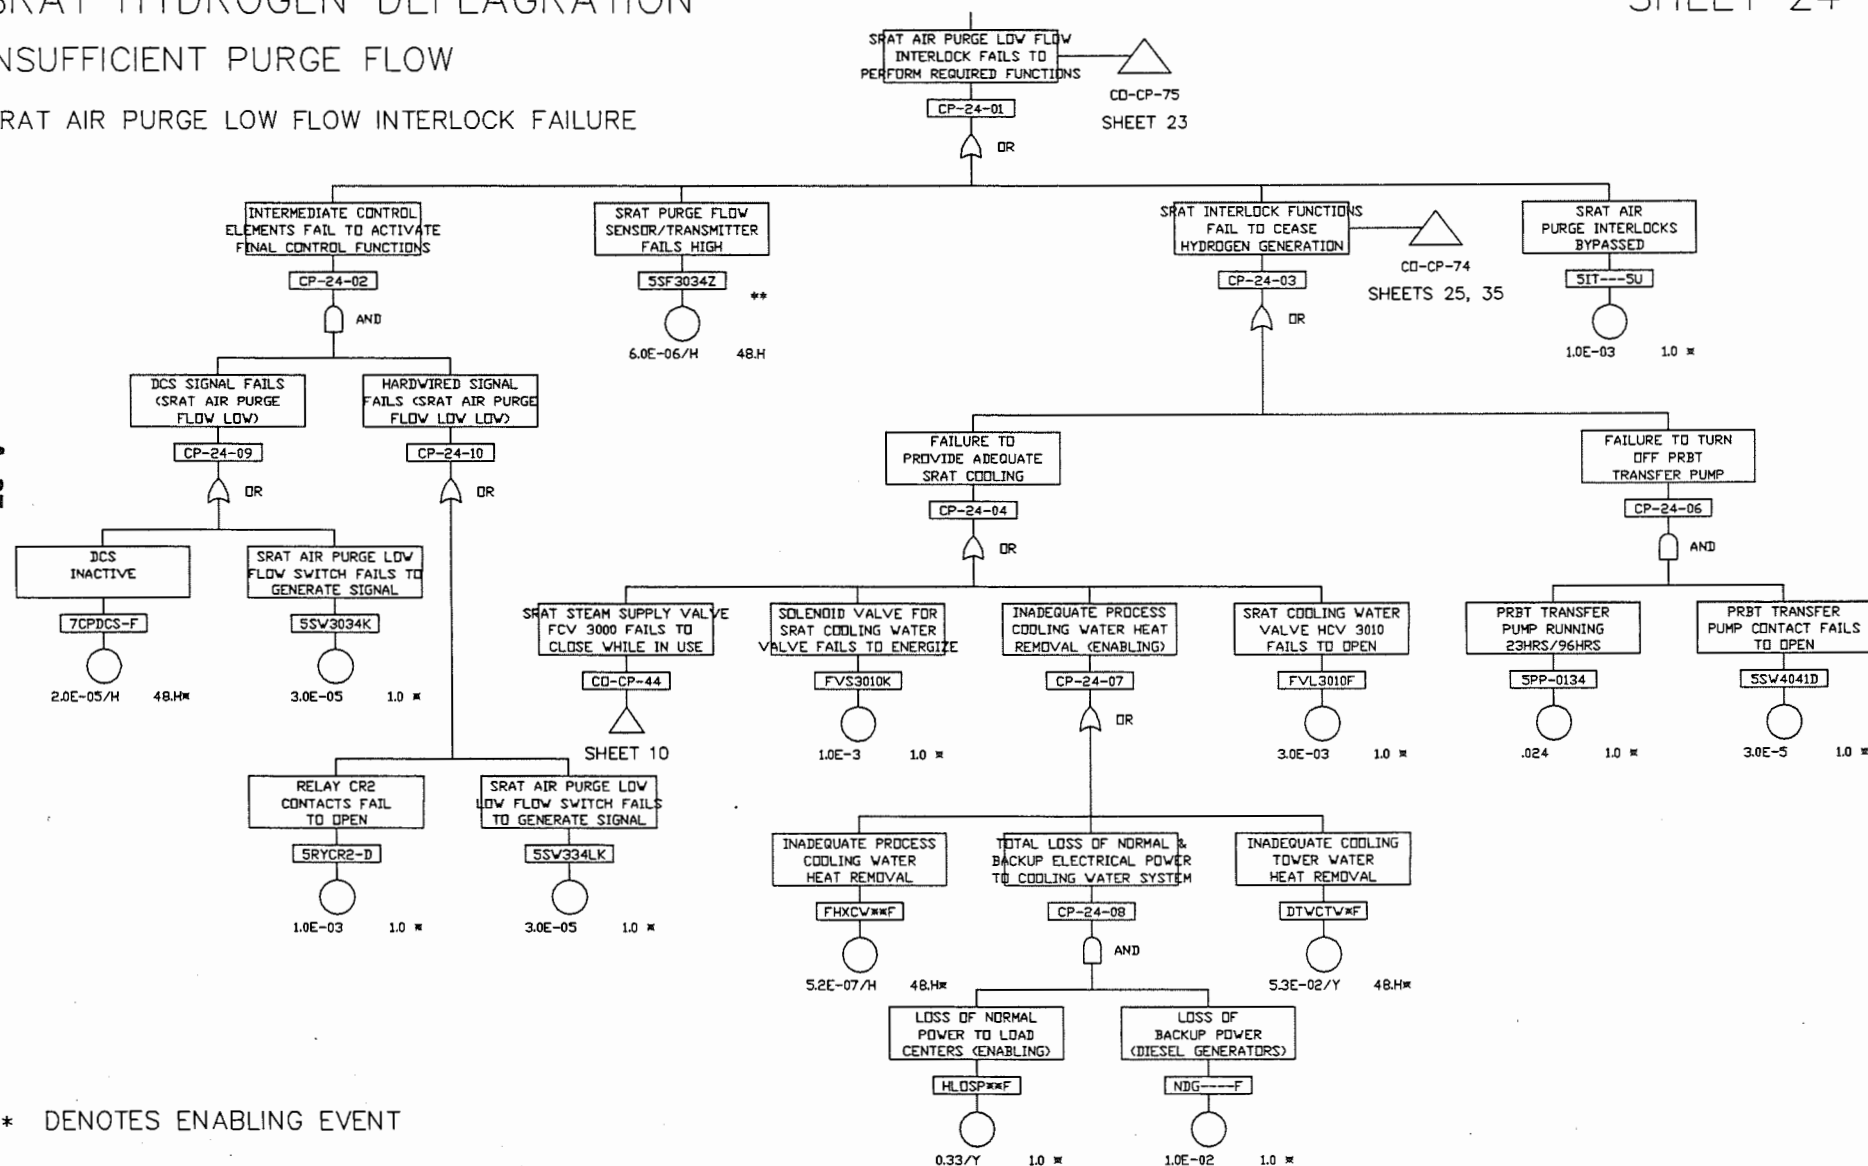 SRAT HYDROGEN DEFLAGRATION
SHEET 24
INSUFFICIENT PURGE FLOW
SRAT AIR PURGE LOW FLOW INTERLOCK FAILURE
SRAT AIR PURGE LOW FLOW
INTERLOCK FAILS TO
PERFORM REQUIRED FUNCTIONS
CP-24-01
OR
CO-CP-75
SHEET 23
INTERMEDIATE CONTROL
ELEMENTS FAIL TO ACTIVATE
FINAL CONTROL FUNCTIONS
CP-24-02
AND
SRAT PURGE FLOW
SENSOR/TRANSMITTER
FAILS HIGH
5SF3034Z
**
6.0E-06/H 48.H
SRAT INTERLOCK FUNCTIONS
FAIL TO CEASE
HYDROGEN GENERATION
CP-24-03
OR
CO-CP-74
SHEETS 25, 35
SRAT AIR
PURGE INTERLOCKS
BYPASSED
5IT---5U
1.0E-03 1.0 *
DCS SIGNAL FAILS
(SRAT AIR PURGE
FLOW LOW)
CP-24-09
OR
HARDWIRED SIGNAL
FAILS (SRAT AIR PURGE
FLOW LOW LOW)
CP-24-10
OR
FAILURE TO
PROVIDE ADEQUATE
SRAT COOLING
CP-24-04
OR
FAILURE TO TURN
OFF PRBT
TRANSFER PUMP
CP-24-06
AND
DCS
INACTIVE
7CPDCS-F
2.0E-05/H 48.H*
SRAT AIR PURGE LOW
FLOW SWITCH FAILS TO
GENERATE SIGNAL
5SW3034K
3.0E-05 1.0 *
SRAT STEAM SUPPLY VALVE
FCV 3000 FAILS TO
CLOSE WHILE IN USE
CO-CP-44
SHEET 10
SOLENOID VALVE FOR
SRAT COOLING WATER
VALVE FAILS TO ENERGIZE
FVS3010K
1.0E-3 1.0 *
INADEQUATE PROCESS
COOLING WATER HEAT
REMOVAL (ENABLING)
CP-24-07
OR
SRAT COOLING WATER
VALVE HCV 3010
FAILS TO OPEN
FVL3010F
3.0E-03 1.0 *
PRBT TRANSFER
PUMP RUNNING
23HRS/96HRS
5PP-0134
.024 1.0 *
PRBT TRANSFER
PUMP CONTACT FAILS
TO OPEN
5SW4041D
3.0E-5 1.0 *
RELAY CR2
CONTACTS FAIL
TO OPEN
5RYCR2-D
1.0E-03 1.0 *
SRAT AIR PURGE LOW
LOW FLOW SWITCH FAILS
TO GENERATE SIGNAL
5SW334LK
3.0E-05 1.0 *
INADEQUATE PROCESS
COOLING WATER
HEAT REMOVAL
FHXCW**F
5.2E-07/H 48.H*
TOTAL LOSS OF NORMAL &
BACKUP ELECTRICAL POWER
TO COOLING WATER SYSTEM
CP-24-08
AND
INADEQUATE COOLING
TOWER WATER
HEAT REMOVAL
DTWCTW*F
5.3E-02/Y 48.H*
LOSS OF NORMAL
POWER TO LOAD
CENTERS (ENABLING)
HLOSP**F
0.33/Y 1.0 *
LOSS OF
BACKUP POWER
(DIESEL GENERATORS)
NDG----F
1.0E-02 1.0 *
* DENOTES ENABLING EVENT